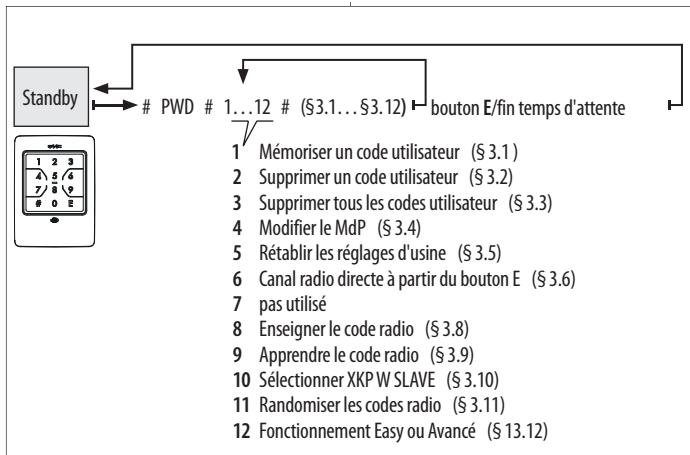 Standby
# PWD # 1...12 # (§3.1...§3.12) bouton E/fin temps d'attente
1 2 3
4 5 6
7 8 9
# 0 E
1 Mémoriser un code utilisateur (§ 3.1 )
2 Supprimer un code utilisateur (§ 3.2)
3 Supprimer tous les codes utilisateur (§ 3.3)
4 Modifier le MdP (§ 3.4)
5 Rétablir les réglages d'usine (§ 3.5)
6 Canal radio directe à partir du bouton E (§ 3.6)
7 pas utilisé
8 Enseigner le code radio (§ 3.8)
9 Apprendre le code radio (§ 3.9)
10 Sélectionner XKP W SLAVE (§ 3.10)
11 Randomiser les codes radio (§ 3.11)
12 Fonctionnement Easy ou Avancé (§ 13.12)